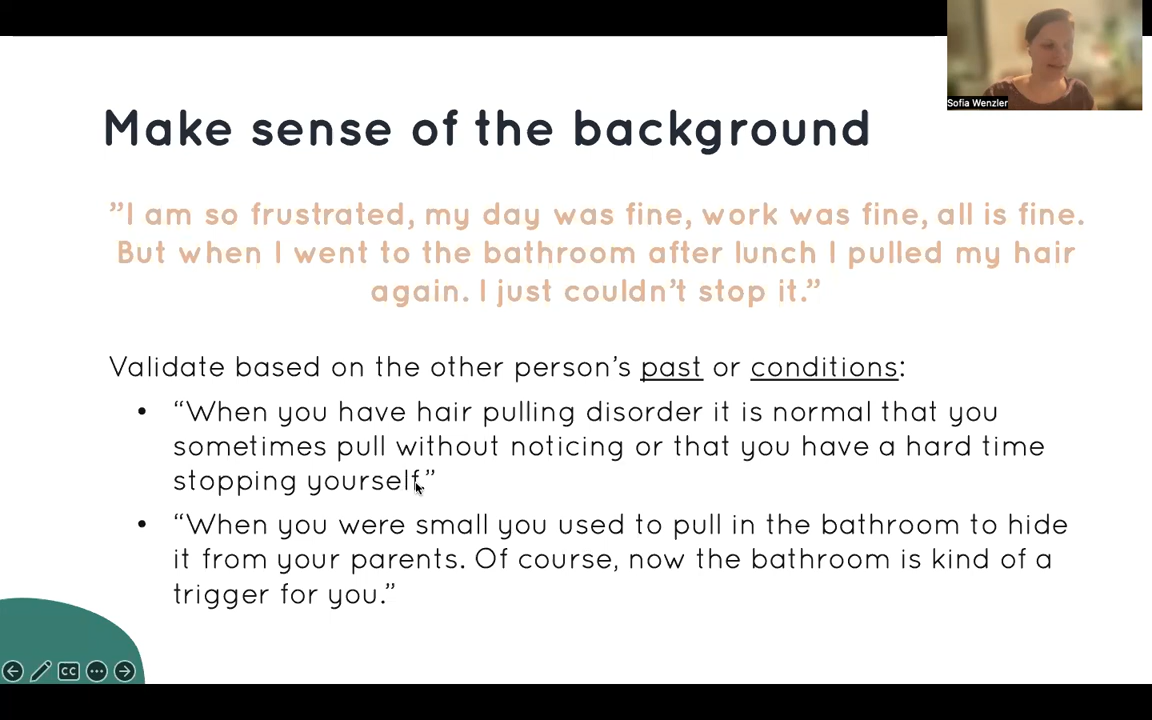 Sofia Wenzler
Make sense of the background
”I am so frustrated, my day was fine, work was fine, all is fine.
But when I went to the bathroom after lunch I pulled my hair
again. I just couldn’t stop it.”
Validate based on the other person’s past or conditions:
• “When you have hair pulling disorder it is normal that you
sometimes pull without noticing or that you have a hard time
stopping yourself.”
• “When you were small you used to pull in the bathroom to hide
it from your parents. Of course, now the bathroom is kind of a
trigger for you.”
CC